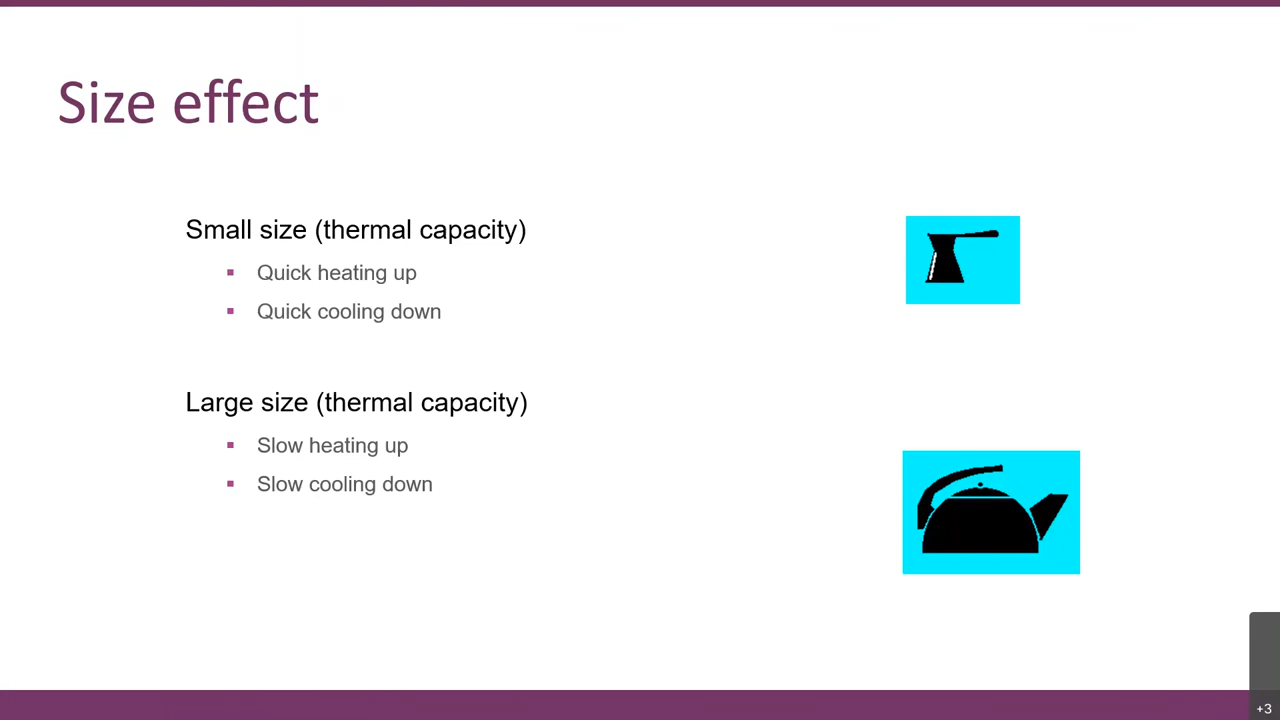 Size effect
Small size (thermal capacity)
▪ Quick heating up
▪ Quick cooling down
Large size (thermal capacity)
▪ Slow heating up
▪ Slow cooling down
+3